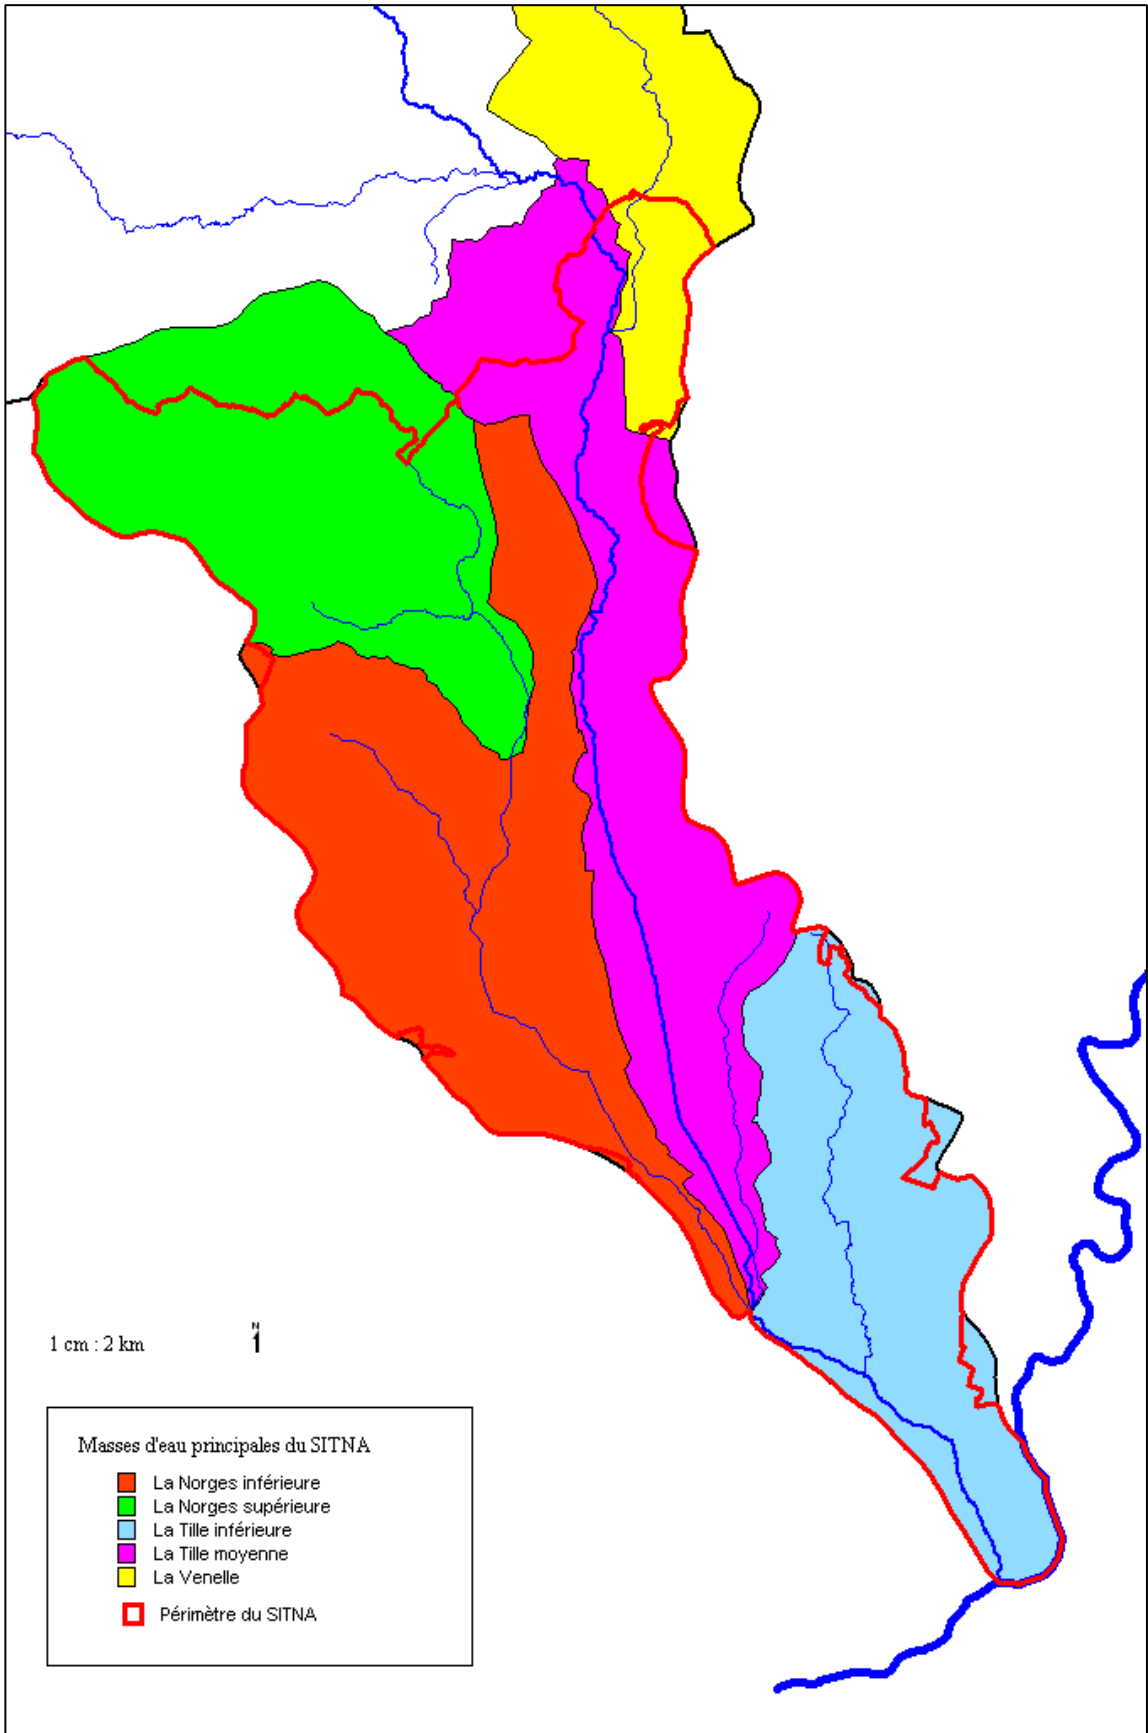 N
1 cm : 2 km
Masses d'eau principales du SITNA
La Norges inférieure
La Norges supérieure
La Tille inférieure
La Tille moyenne
La Venelle
Périmètre du SITNA